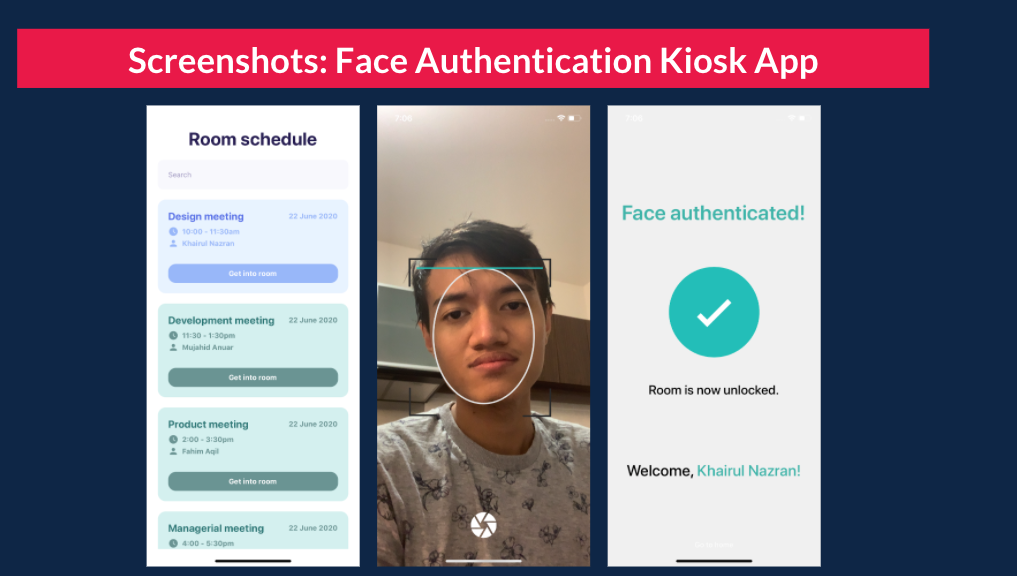 Screenshots: Face Authentication Kiosk App
Room schedule
Search
Design meeting
22 June 2020
10:00 - 11:30am
Khairul Nazran
Get into room
Development meeting
22 June 2020
11:30 - 1:30pm
Mujahid Anuar
Get into room
Product meeting
22 June 2020
2:00 - 3:30pm
Fahim Aqil
Get into room
Managerial meeting
22 June 2020
4:00 - 5:30pm
7:06
Face authenticated!
Room is now unlocked.
Welcome, Khairul Nazran!